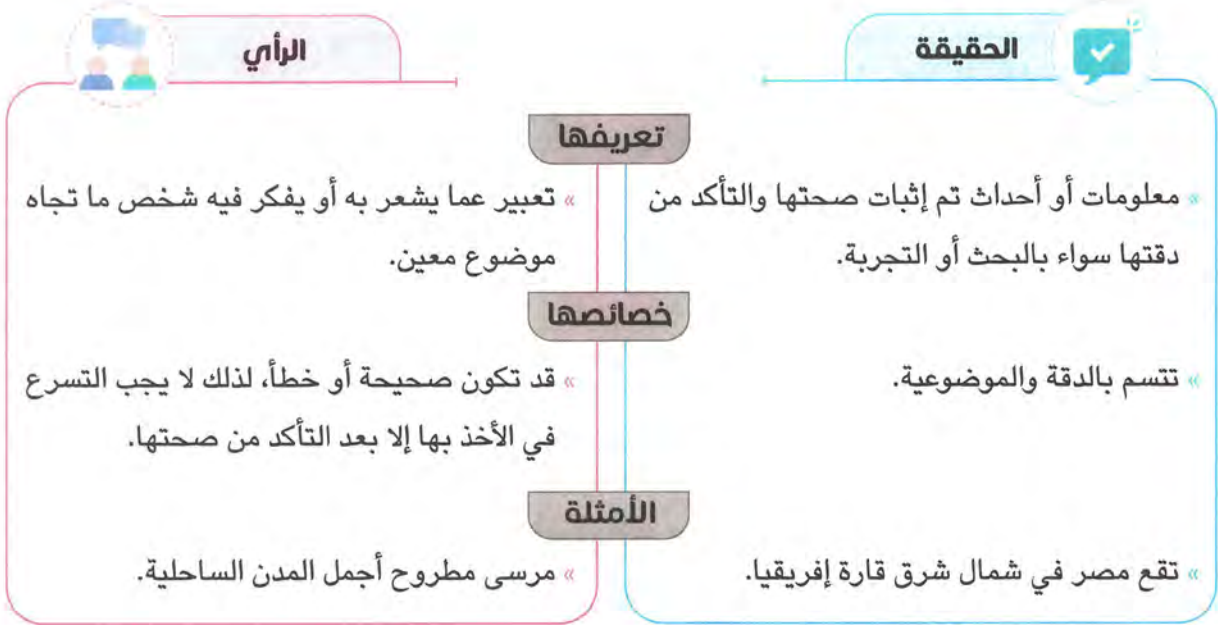 الحقيقة
الرأي
تعريفها
» معلومات أو أحداث تم إثبات صحتها والتأكد من
دقتها سواء بالبحث أو التجربة.
» تعبير عما يشعر به أو يفكر فيه شخص ما تجاه
موضوع معين.
خصائصها
» تتسم بالدقة والموضوعية.
» قد تكون صحيحة أو خطأ، لذلك لا يجب التسرع
في الأخذ بها إلا بعد التأكد من صحتها.
الأمثلة
» تقع مصر في شمال شرق قارة إفريقيا.
» مرسى مطروح أجمل المدن الساحلية.